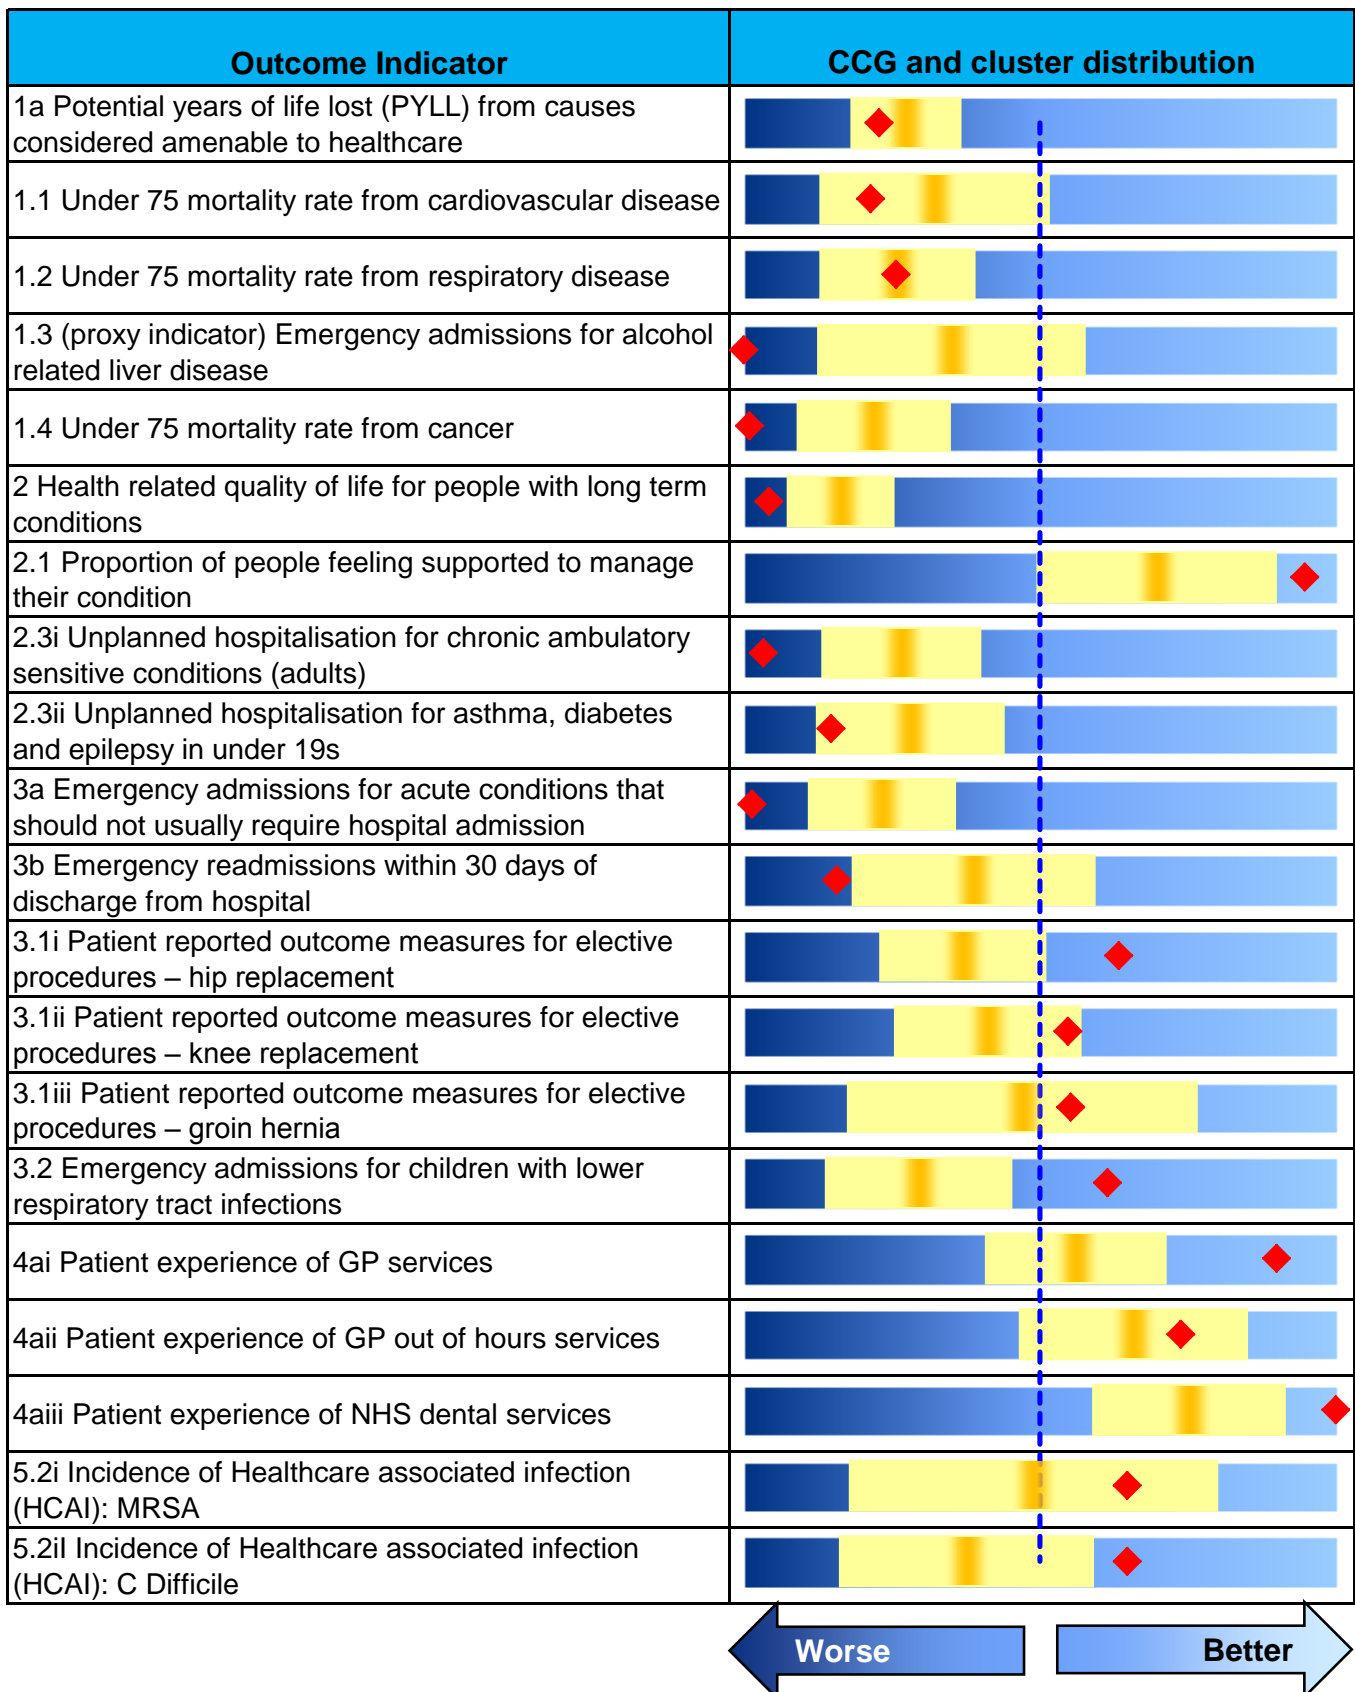 Outcome Indicator
CCG and cluster distribution
1a Potential years of life lost (PYLL) from causes
considered amenable to healthcare
1.1 Under 75 mortality rate from cardiovascular disease
1.2 Under 75 mortality rate from respiratory disease
1.3 (proxy indicator) Emergency admissions for alcohol
related liver disease
1.4 Under 75 mortality rate from cancer
2 Health related quality of life for people with long term
conditions
2.1 Proportion of people feeling supported to manage
their condition
2.3i Unplanned hospitalisation for chronic ambulatory
sensitive conditions (adults)
2.3ii Unplanned hospitalisation for asthma, diabetes
and epilepsy in under 19s
3a Emergency admissions for acute conditions that
should not usually require hospital admission
3b Emergency readmissions within 30 days of
discharge from hospital
3.1i Patient reported outcome measures for elective
procedures – hip replacement
3.1ii Patient reported outcome measures for elective
procedures – knee replacement
3.1iii Patient reported outcome measures for elective
procedures – groin hernia
3.2 Emergency admissions for children with lower
respiratory tract infections
4ai Patient experience of GP services
4aii Patient experience of GP out of hours services
4aiii Patient experience of NHS dental services
5.2i Incidence of Healthcare associated infection
(HCAI): MRSA
5.2iI Incidence of Healthcare associated infection
(HCAI): C Difficile
Worse
Better